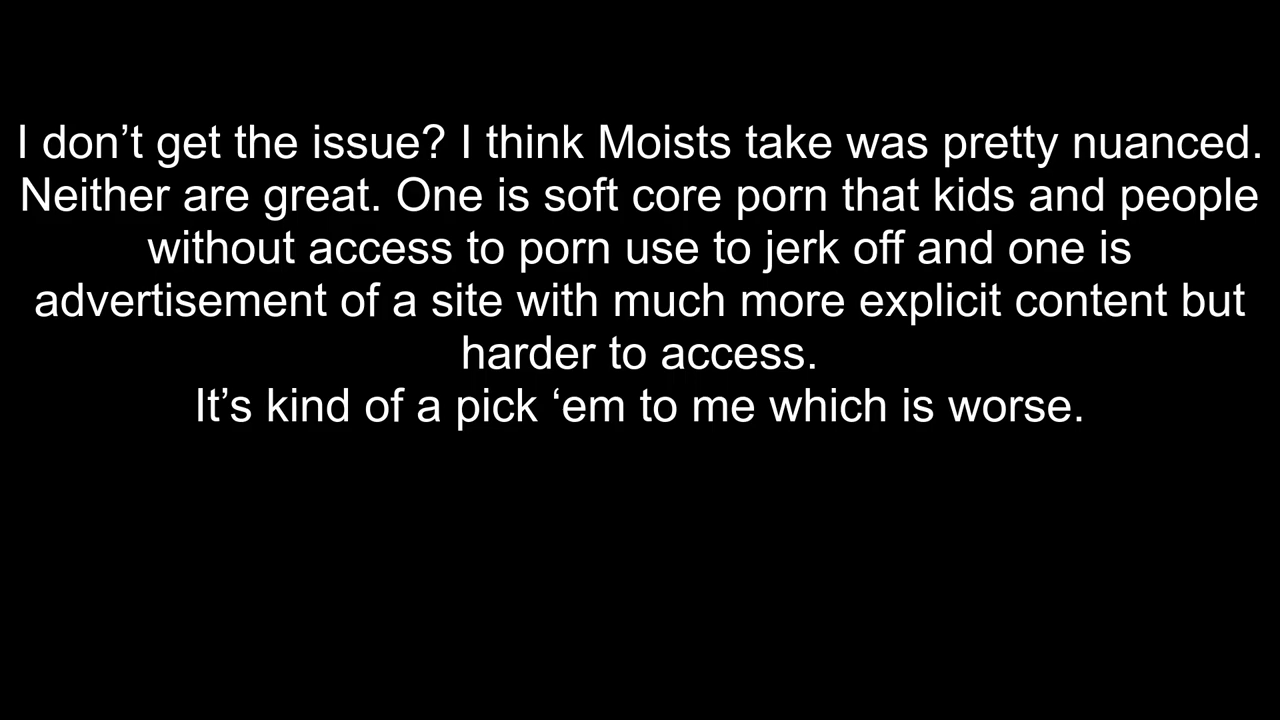 I don’t get the issue? I think Moists take was pretty nuanced.
Neither are great. One is soft core porn that kids and people
without access to porn use to jerk off and one is
advertisement of a site with much more explicit content but
harder to access.
It’s kind of a pick ‘em to me which is worse.